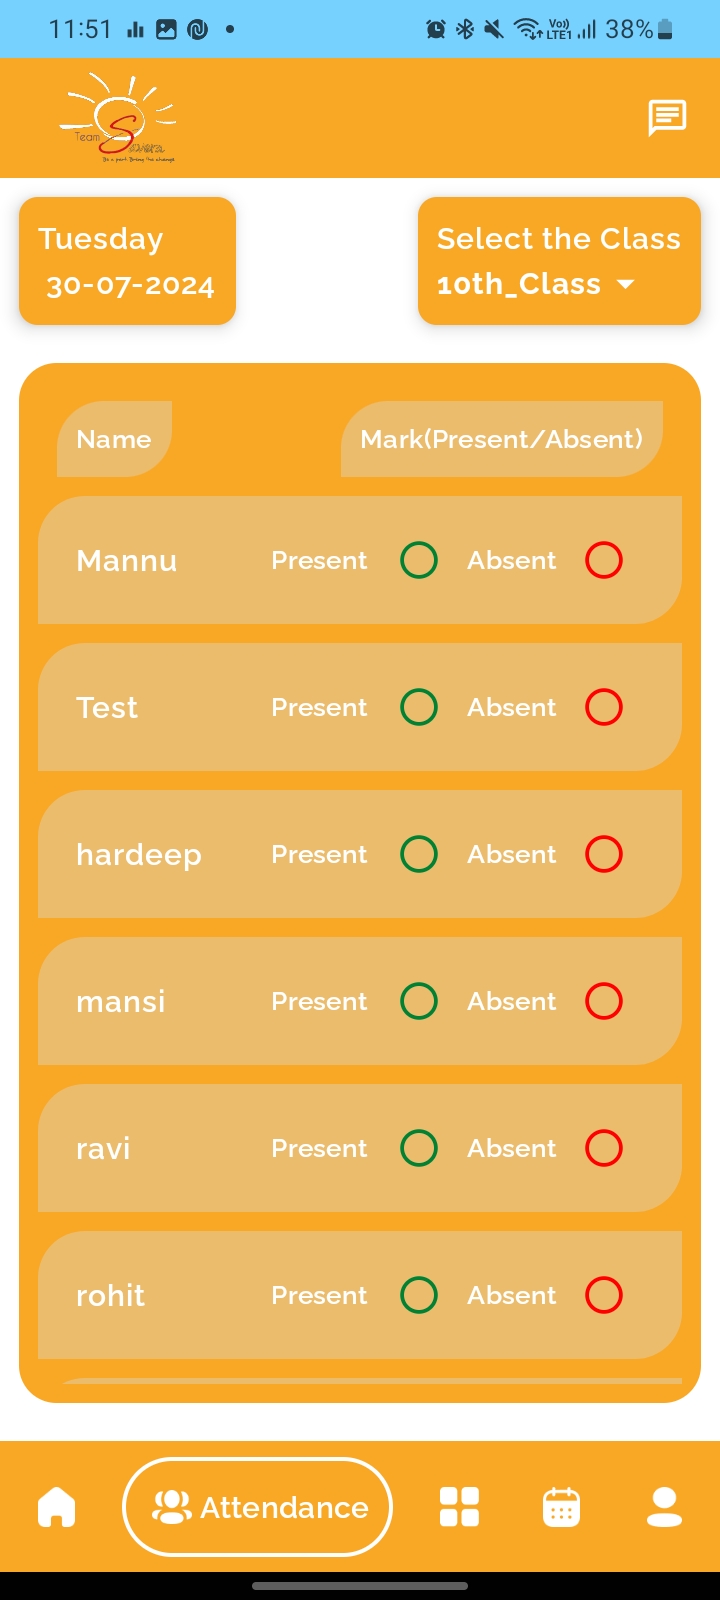 11:51
Vo)) LTE1 38%
Team S
Be a part Bring the change
Tuesday
30-07-2024
Select the Class
10th_Class
Name
Mark(Present/Absent)
Mannu Present Absent
Test Present Absent
hardeep Present Absent
mansi Present Absent
ravi Present Absent
rohit Present Absent
Attendance